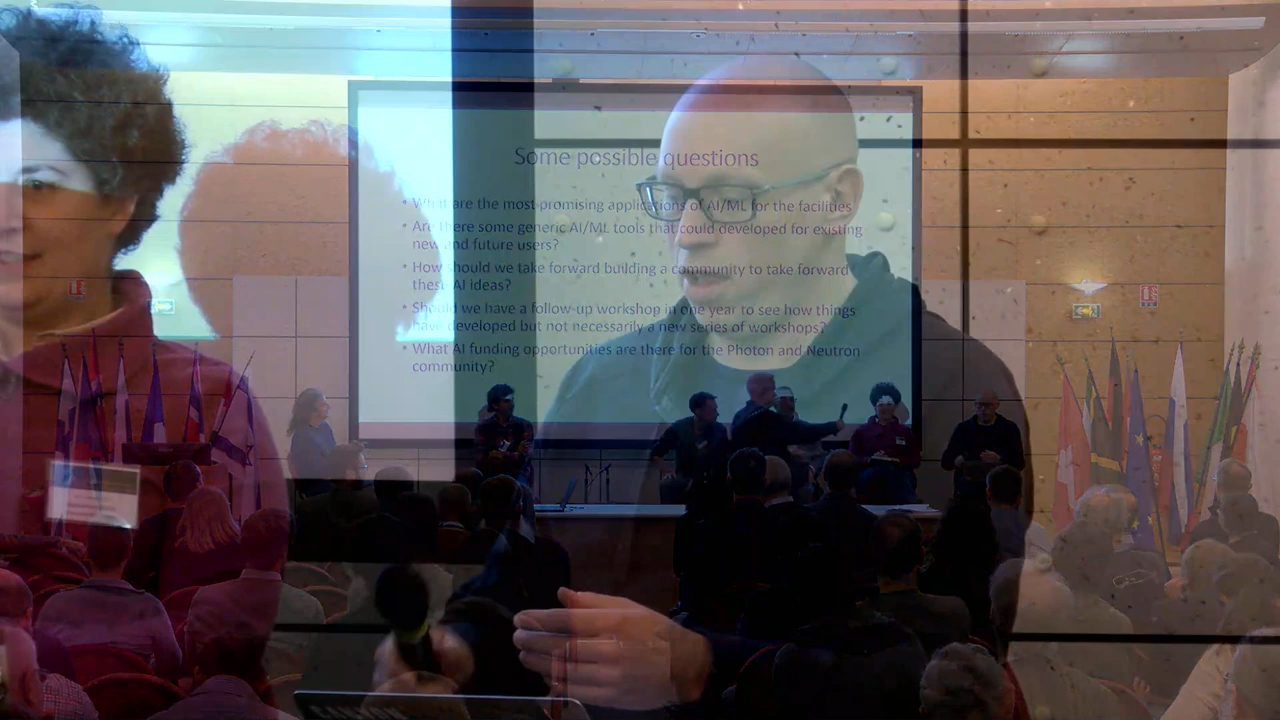 Some possible questions
• What are the most promising applications of AI/ML for the facilities
• Are there some generic AI/ML tools that could developed for existing
new and future users?
• How should we take forward building a community to take forward
these AI ideas?
• Should we have a follow-up workshop in one year to see how things
have developed but not necessarily a new series of workshops?
• What AI funding opportunities are there for the Photon and Neutron
community?